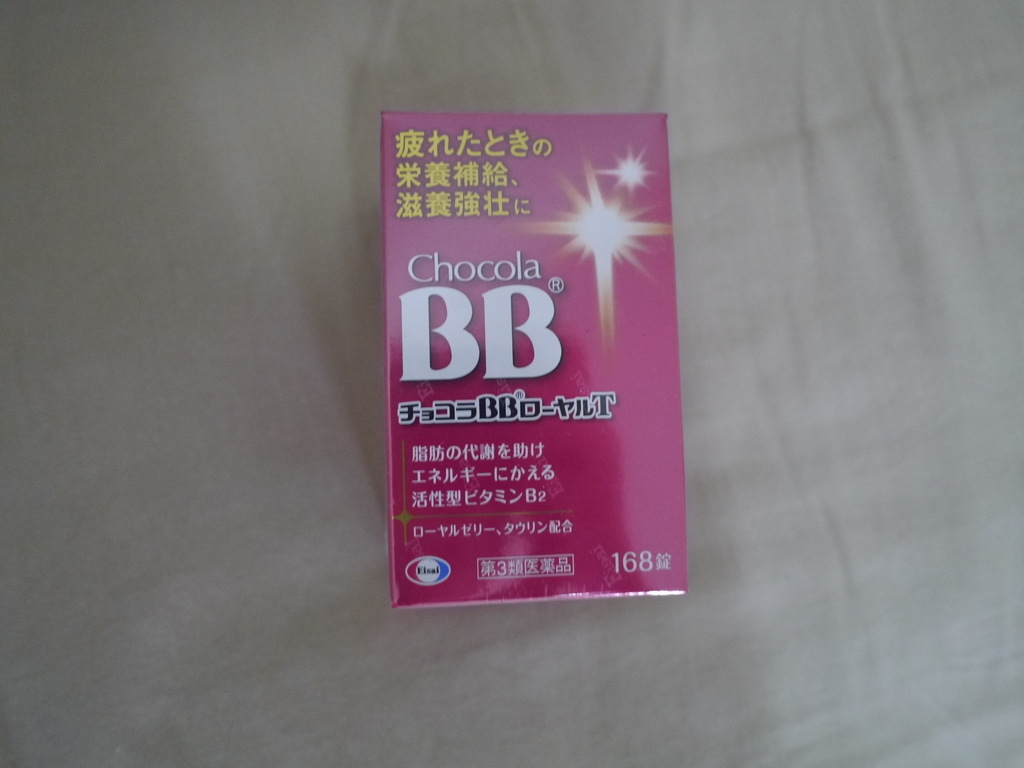 疲れたときの
栄養補給、
滋養強壮に
Chocola
BB®
チョコラBB®ローヤルT
脂肪の代謝を助け
エネルギーにかえる
活性型ビタミンB2
ローヤルゼリー、タウリン配合
Eisai
第3類医薬品
168錠